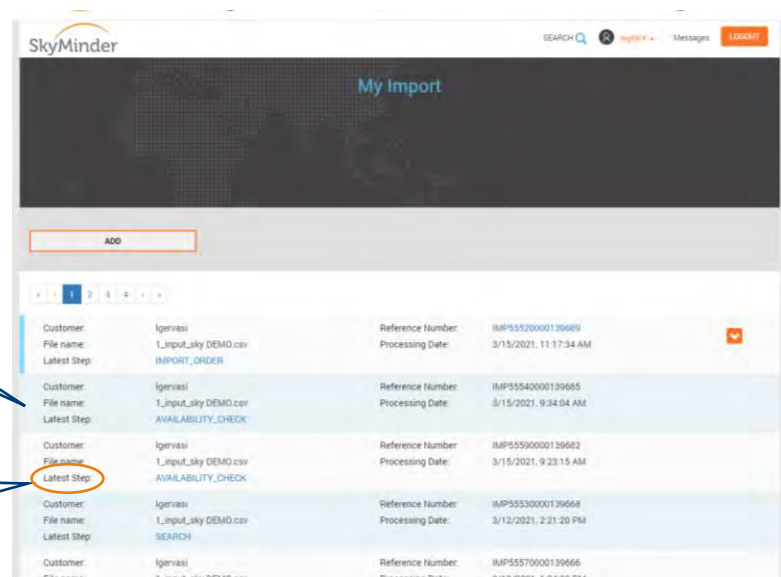 SkyMinder
SEARCH mySKY Messages LOGOUT
My Import
ADD
« ‹ 1 2 3 4 › »
Customer: lgervasi Reference Number: IMP55520000139689
File name: 1_input_sky DEMO.csv Processing Date: 3/15/2021, 11:17:34 AM
Latest Step: IMPORT_ORDER
Customer: lgervasi Reference Number: IMP55540000139685
File name: 1_input_sky DEMO.csv Processing Date: 3/15/2021, 9:34:04 AM
Latest Step: AVAILABILITY_CHECK
Customer: lgervasi Reference Number: IMP55590000139682
File name: 1_input_sky DEMO.csv Processing Date: 3/15/2021, 9:23:15 AM
Latest Step: AVAILABILITY_CHECK
Customer: lgervasi Reference Number: IMP55530000139668
File name: 1_input_sky DEMO.csv Processing Date: 3/12/2021, 2:21:20 PM
Latest Step: SEARCH
Customer: lgervasi Reference Number: IMP55570000139666